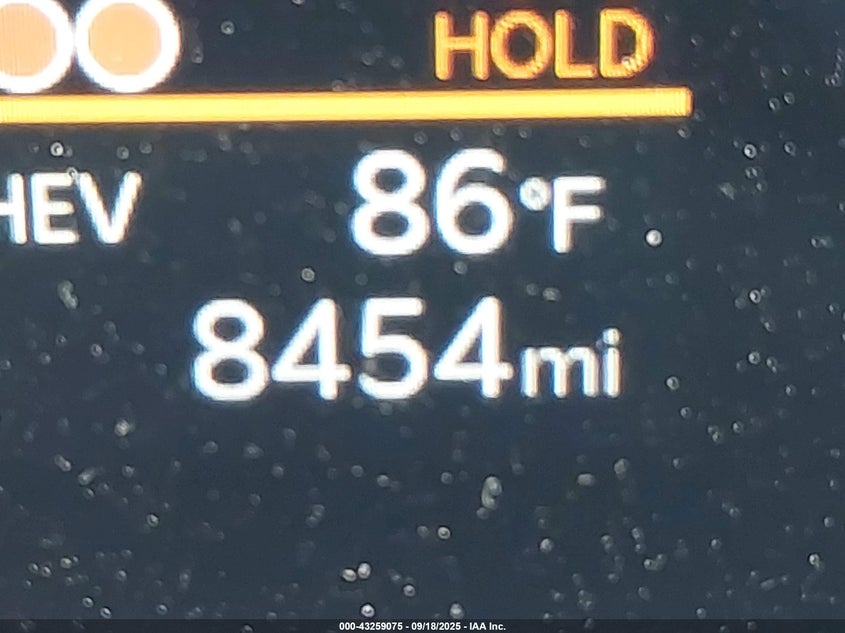 HOLD
HEV 86°F
8454mi
000-43259075 - 09/18/2025 - IAA Inc.